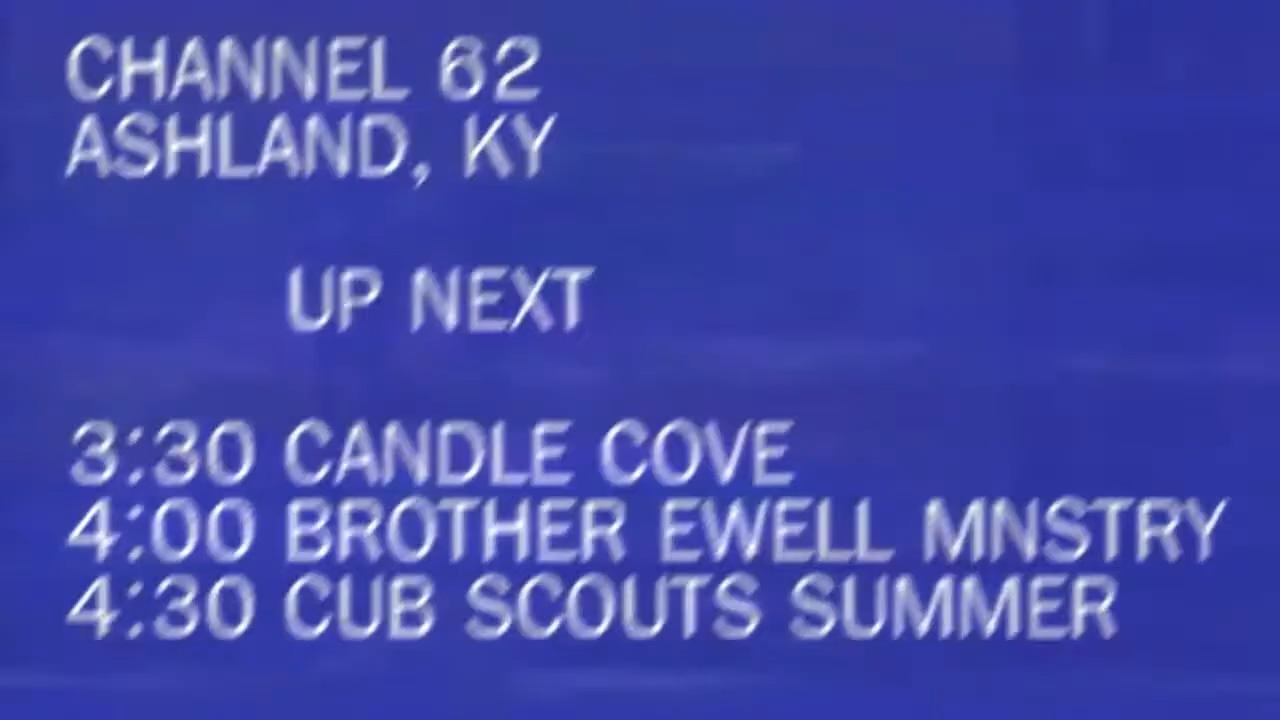 CHANNEL 62
ASHLAND, KY
UP NEXT
3:30 CANDLE COVE
4:00 BROTHER EWELL MNSTRY
4:30 CUB SCOUTS SUMMER